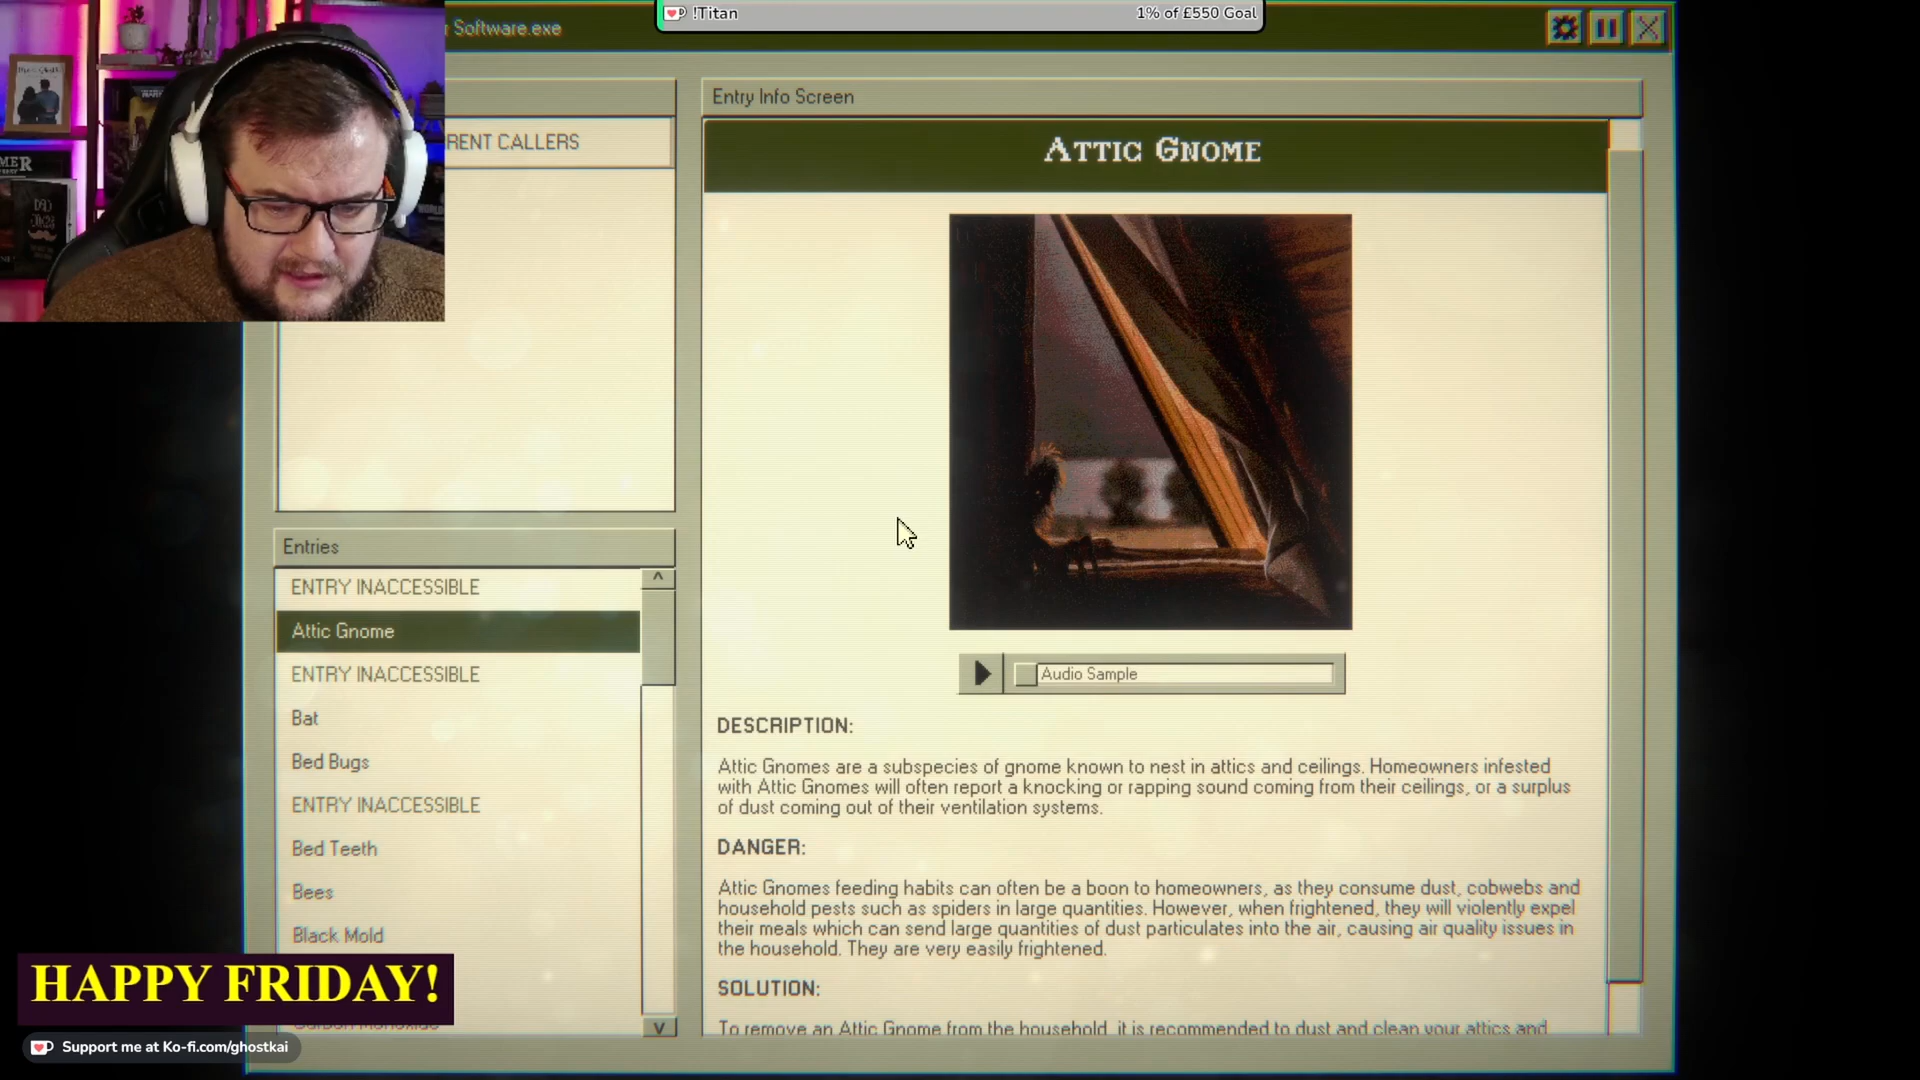 r Software.exe
!Titan
1% of £550 Goal
RENT CALLERS
Entry Info Screen
ATTIC GNOME
Audio Sample
DESCRIPTION:
Attic Gnomes are a subspecies of gnome known to nest in attics and ceilings. Homeowners infested
with Attic Gnomes will often report a knocking or rapping sound coming from their ceilings, or a surplus
of dust coming out of their ventilation systems.
DANGER:
Attic Gnomes feeding habits can often be a boon to homeowners, as they consume dust, cobwebs and
household pests such as spiders in large quantities. However, when frightened, they will violently expel
their meals which can send large quantities of dust particulates into the air, causing air quality issues in
the household. They are very easily frightened.
SOLUTION:
To remove an Attic Gnome from the household, it is recommended to dust and clean your attics and
Entries
ENTRY INACCESSIBLE
Attic Gnome
ENTRY INACCESSIBLE
Bat
Bed Bugs
ENTRY INACCESSIBLE
Bed Teeth
Bees
Black Mold
Carbon Monoxide
HAPPY FRIDAY!
Support me at Ko-fi.com/ghostkai